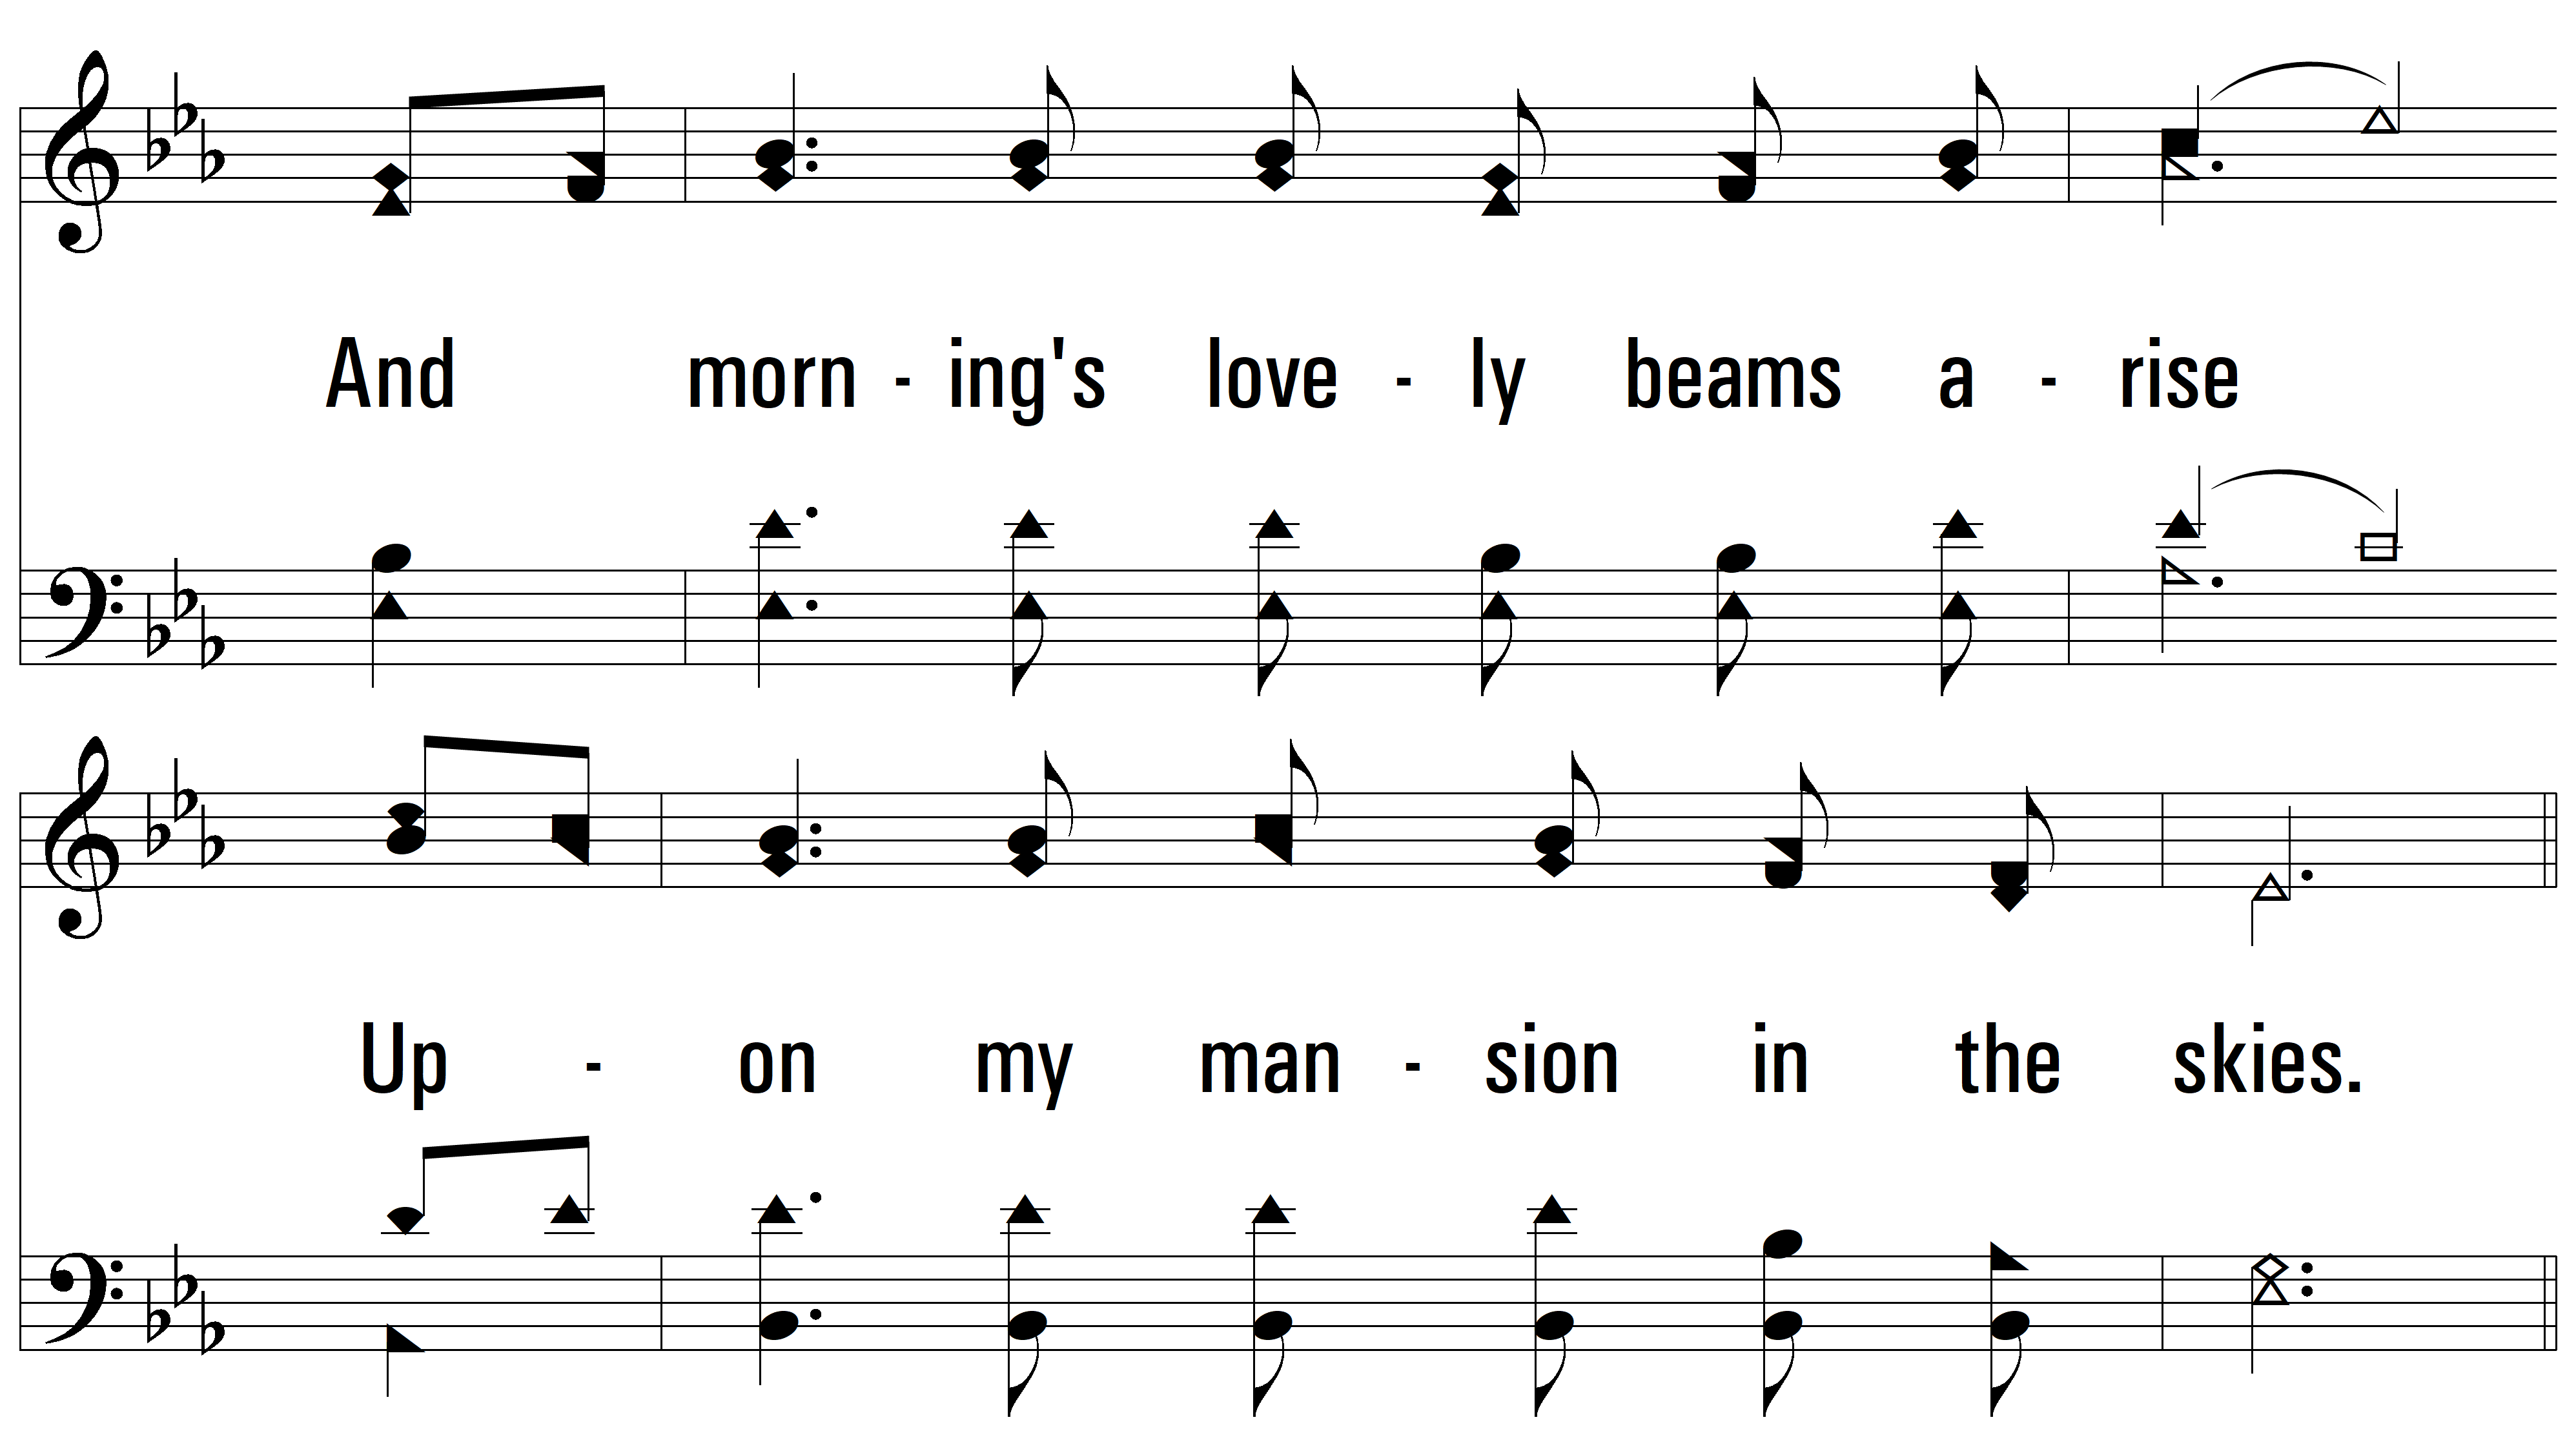 And morn - ing's love - ly beams a - rise
Up - on my man - sion in the skies.